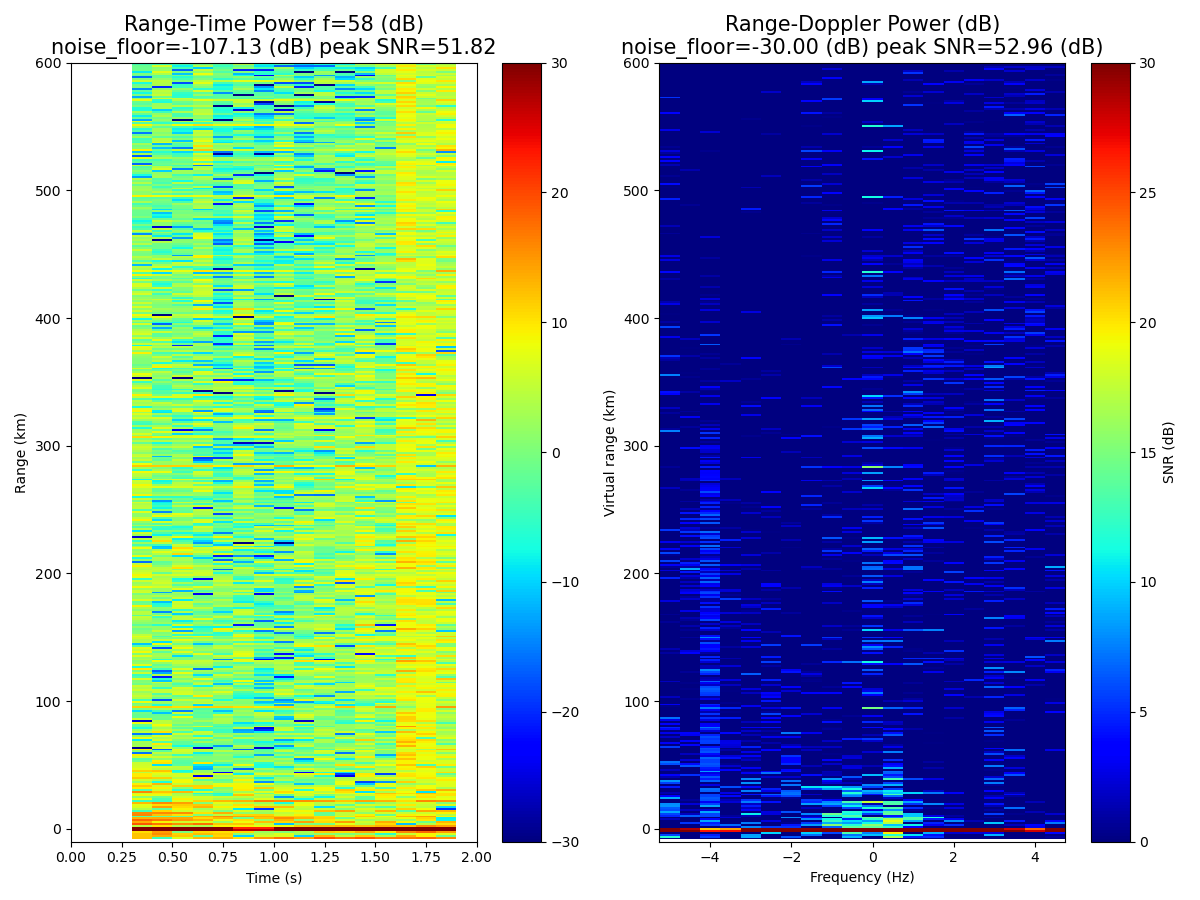 Range-Time Power f=58 (dB)
noise_floor=-107.13 (dB) peak SNR=51.82
Range-Doppler Power (dB)
noise_floor=-30.00 (dB) peak SNR=52.96 (dB)
600
500
400
300
200
100
0
Range (km)
0.00 0.25 0.50 0.75 1.00 1.25 1.50 1.75 2.00
Time (s)
30
20
10
0
−10
−20
−30
600
500
400
300
200
100
0
Virtual range (km)
−4 −2 0 2 4
Frequency (Hz)
30
25
20
15
10
5
0
SNR (dB)